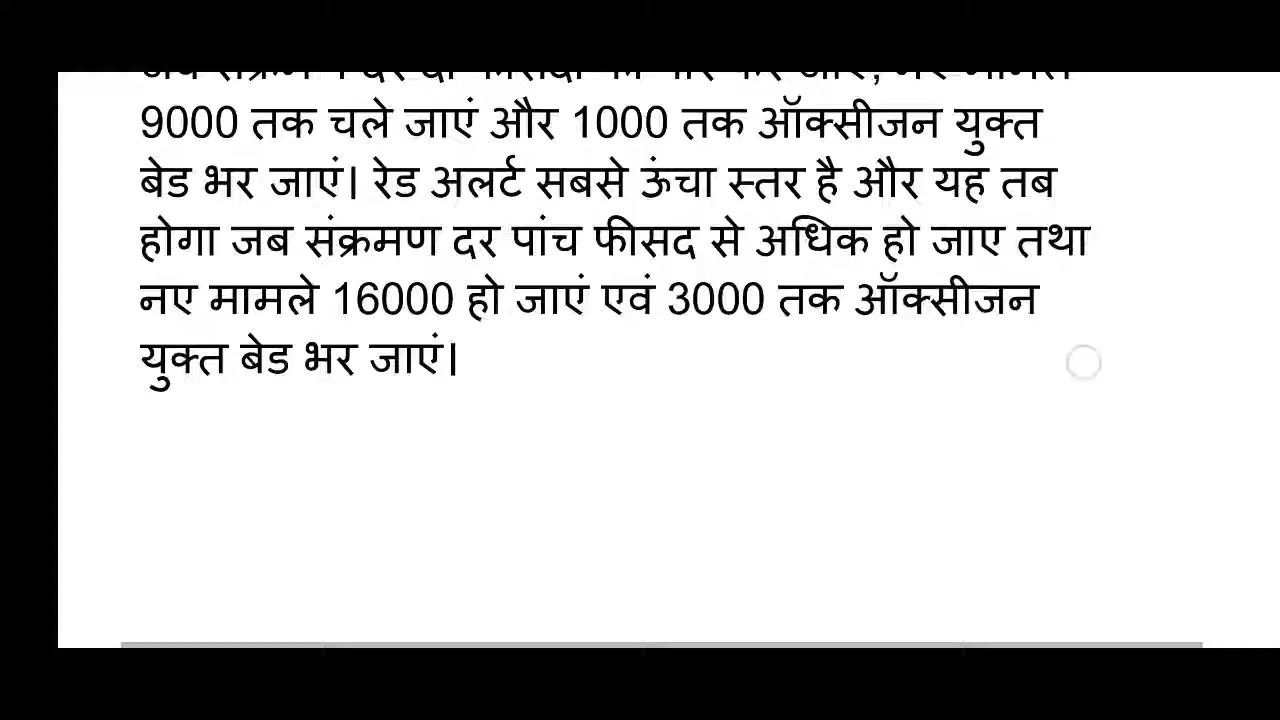 9000 तक चले जाएं और 1000 तक ऑक्सीजन युक्त
बेड भर जाएं। रेड अलर्ट सबसे ऊंचा स्तर है और यह तब
होगा जब संक्रमण दर पांच फीसद से अधिक हो जाए तथा
नए मामले 16000 हो जाएं एवं 3000 तक ऑक्सीजन
युक्त बेड भर जाएं।